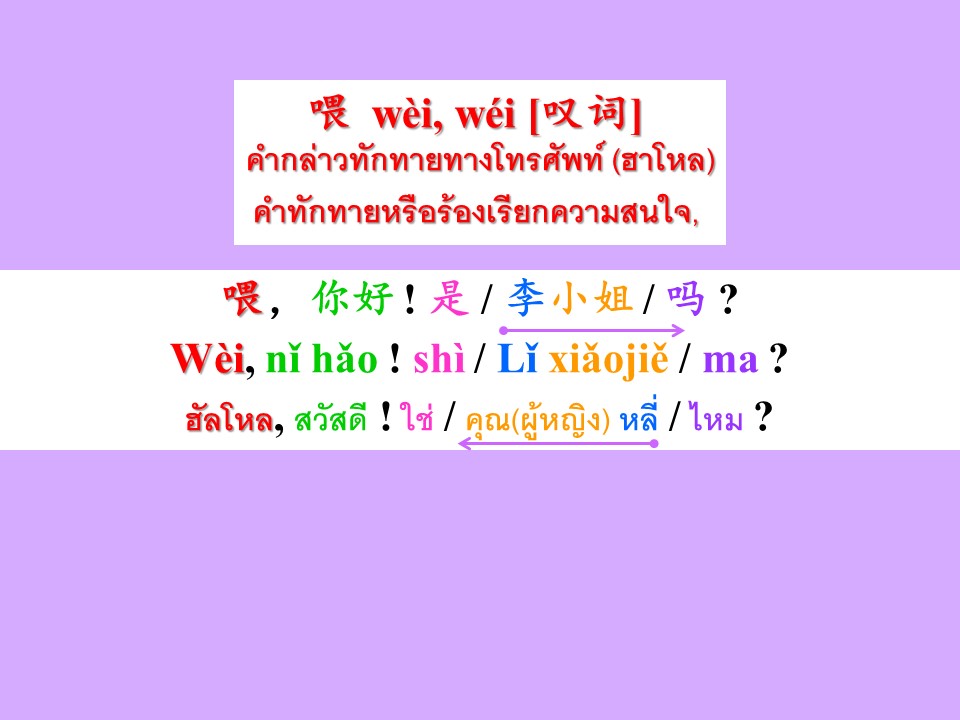 喂 wèi, wéi [叹词]
คำกล่าวทักทายทางโทรศัพท์ (ฮาโหล)
คำทักทายหรือร้องเรียกความสนใจ,
喂，你好 ! 是 / 李小姐 / 吗 ?
Wèi, nǐ hǎo ! shì / Lǐ xiǎojiě / ma ?
ฮัลโหล, สวัสดี ! ใช่ / คุณ(ผู้หญิง) หลี่ / ไหม ?